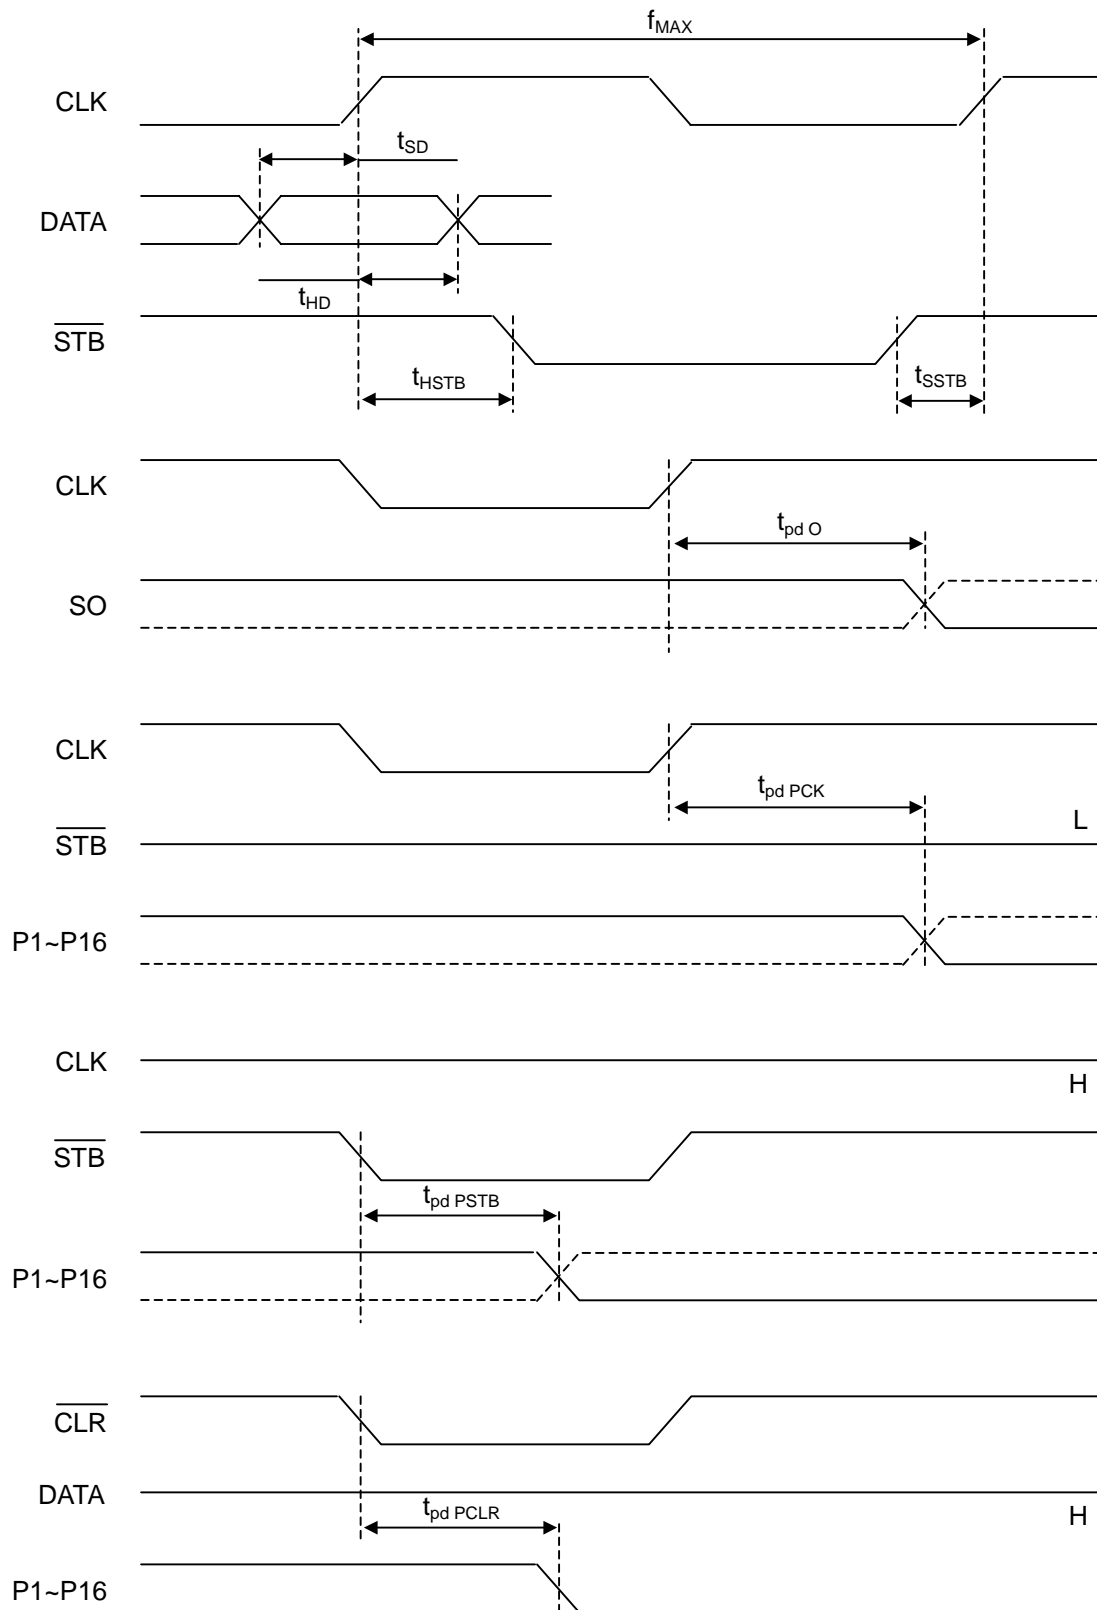 fMAX
CLK
tSD
DATA
tHD
STB
tHSTB
tSSTB
CLK
tpd O
SO
CLK
tpd PCK
L
STB
P1~P16
CLK
H
STB
tpd PSTB
P1~P16
CLR
DATA
H
tpd PCLR
P1~P16